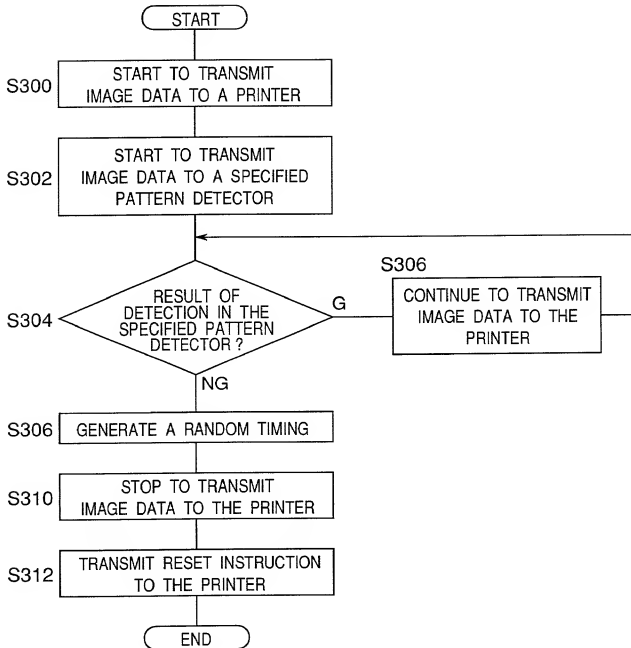 START
S300
START TO TRANSMIT
IMAGE DATA TO A PRINTER
S302
START TO TRANSMIT
IMAGE DATA TO A SPECIFIED
PATTERN DETECTOR
S304
RESULT OF
DETECTION IN THE
SPECIFIED PATTERN
DETECTOR ?
G
S306
CONTINUE TO TRANSMIT
IMAGE DATA TO THE
PRINTER
NG
S306
GENERATE A RANDOM TIMING
S310
STOP TO TRANSMIT
IMAGE DATA TO THE PRINTER
S312
TRANSMIT RESET INSTRUCTION
TO THE PRINTER
END